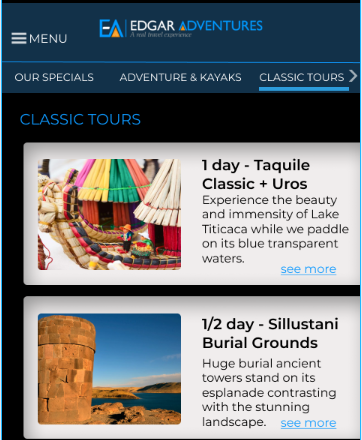 MENU
EA EDGAR ADVENTURES
A real travel experience
OUR SPECIALS ADVENTURE & KAYAKS CLASSIC TOURS
CLASSIC TOURS
1 day - Taquile
Classic + Uros
Experience the beauty
and immensity of Lake
Titicaca while we paddle
on its blue transparent
waters.
see more
1/2 day - Sillustani
Burial Grounds
Huge burial ancient
towers stand on its
esplanade contrasting
with the stunning
landscape. see more